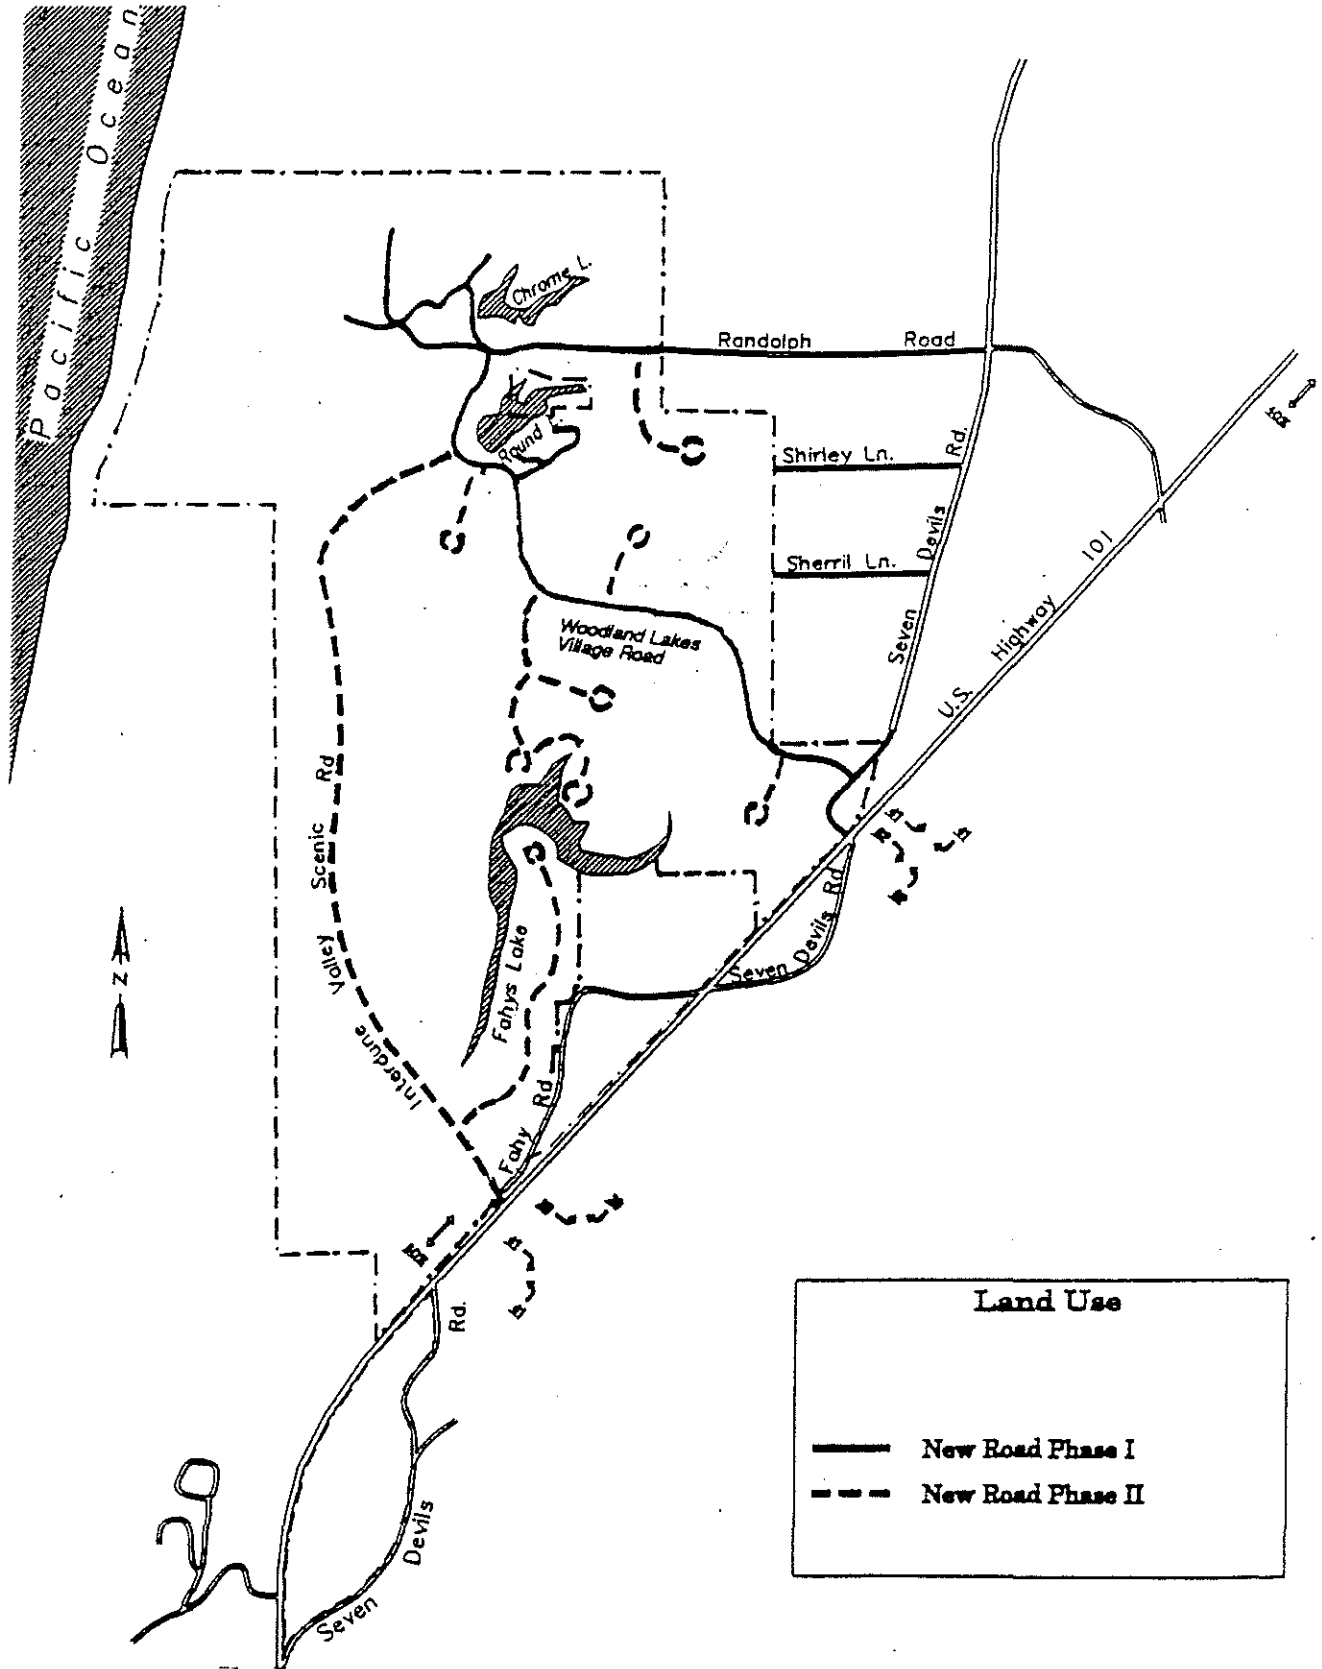 Pacific Ocean
Chrome L.
Randolph Road
Round L.
Shirley Ln.
Sherril Ln.
Seven Devils Rd.
U.S. Highway 101
Woodland Lakes
Village Road
Interdune Valley Scenic Rd
Fahys Lake
Seven Devils Rd
Fahy Rd
N
Seven Devils Rd.
Land Use
New Road Phase I
New Road Phase II